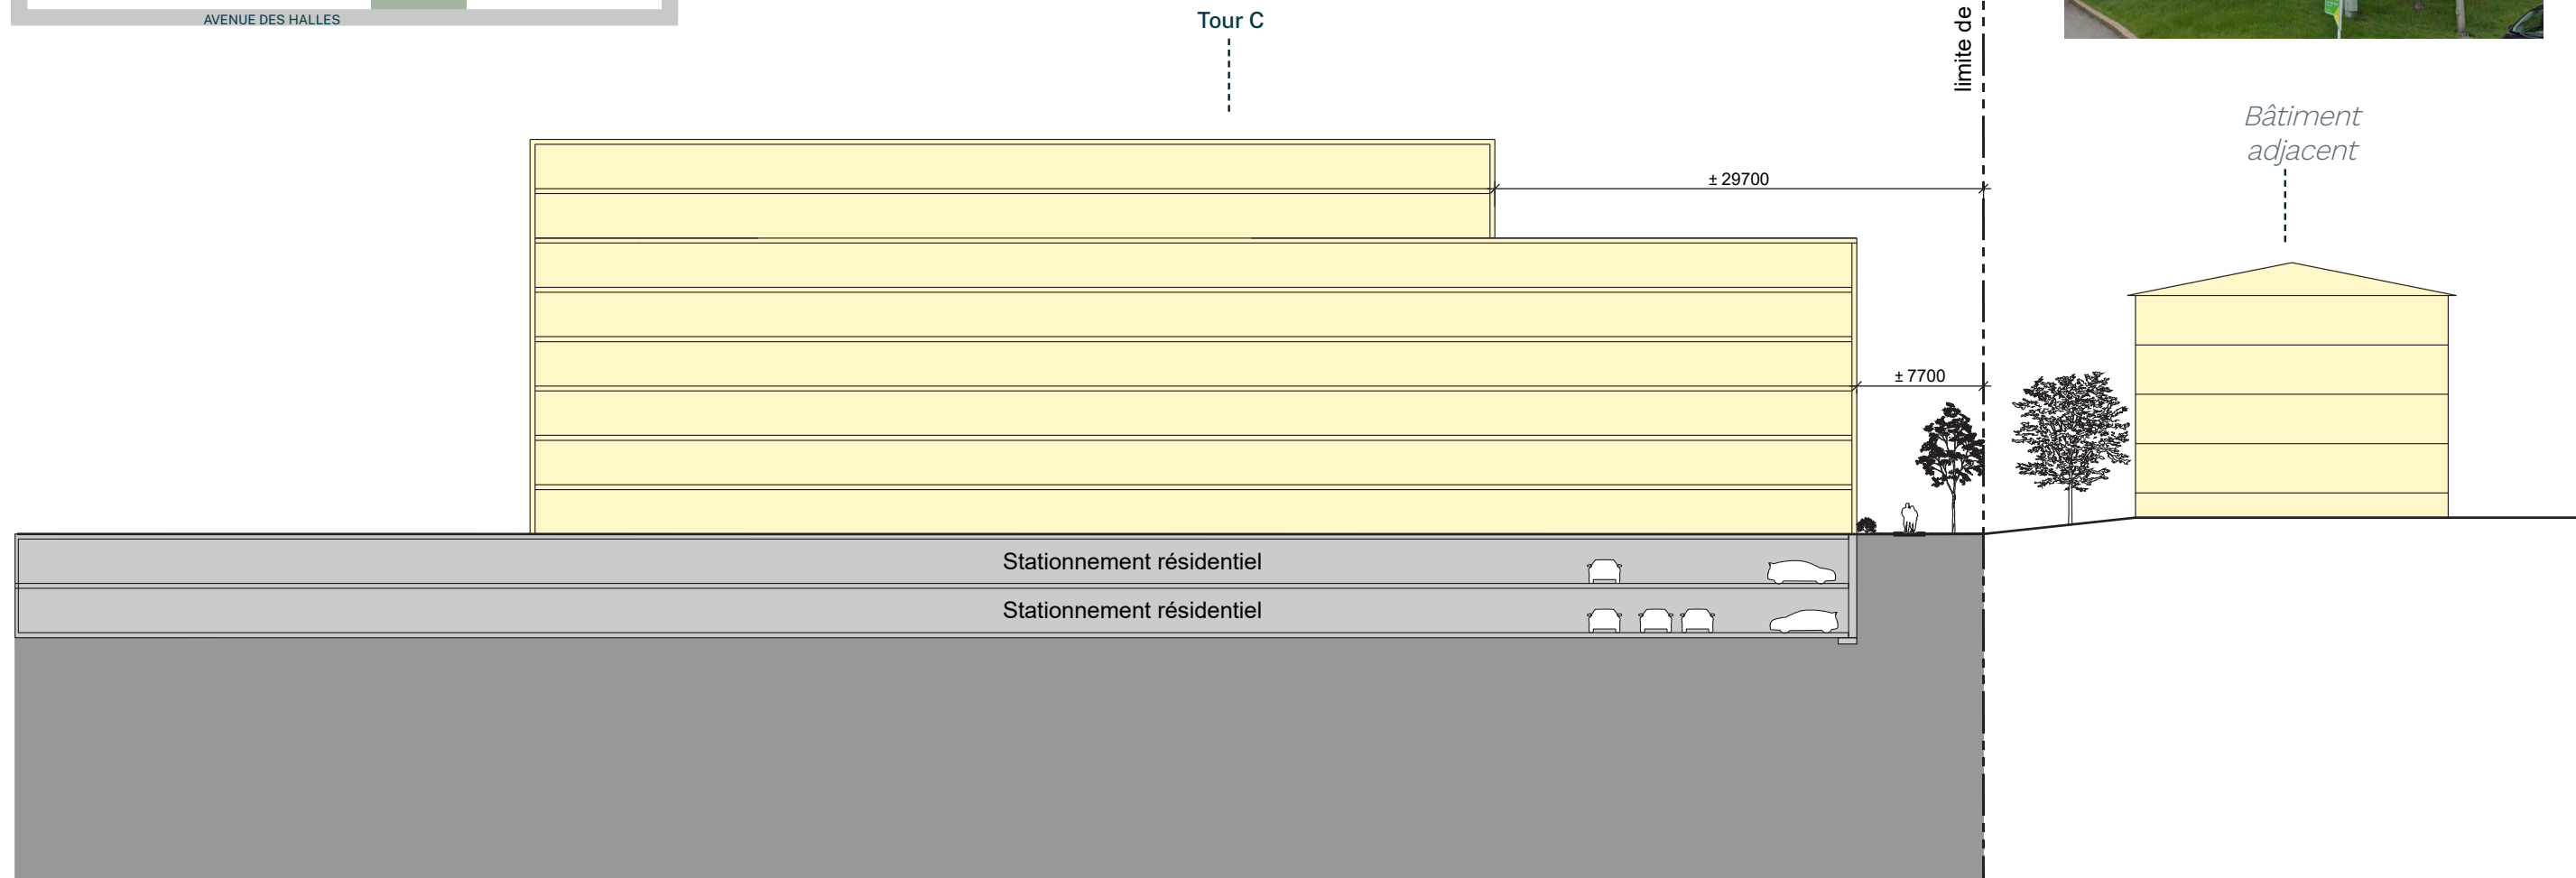 AVENUE DES HALLES
Tour C
limite de
Bâtiment
adjacent
± 29700
± 7700
Stationnement résidentiel
Stationnement résidentiel